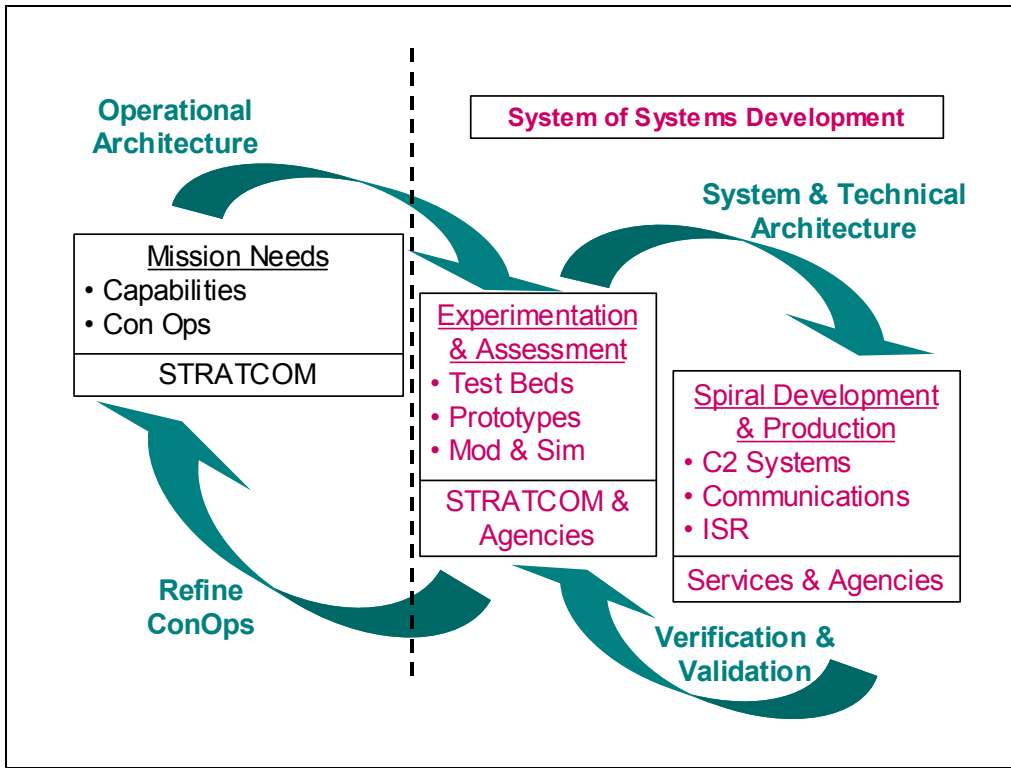 Operational
Architecture
System of Systems Development
System & Technical
Architecture
Mission Needs
• Capabilities
• Con Ops
STRATCOM
Experimentation
& Assessment
• Test Beds
• Prototypes
• Mod & Sim
STRATCOM &
Agencies
Spiral Development
& Production
• C2 Systems
• Communications
• ISR
Services & Agencies
Refine
ConOps
Verification &
Validation